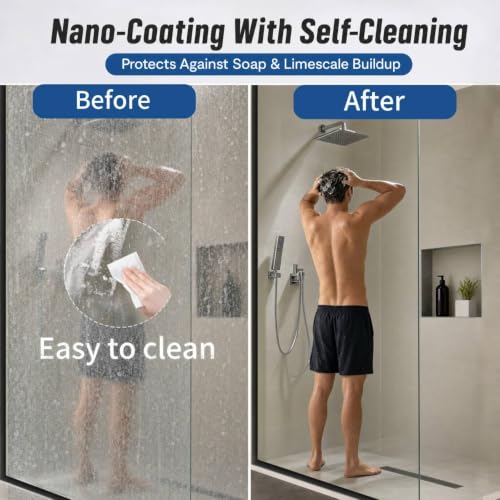 Nano-Coating With Self-Cleaning
Protects Against Soap & Limescale Buildup
Before
After
Easy to clean